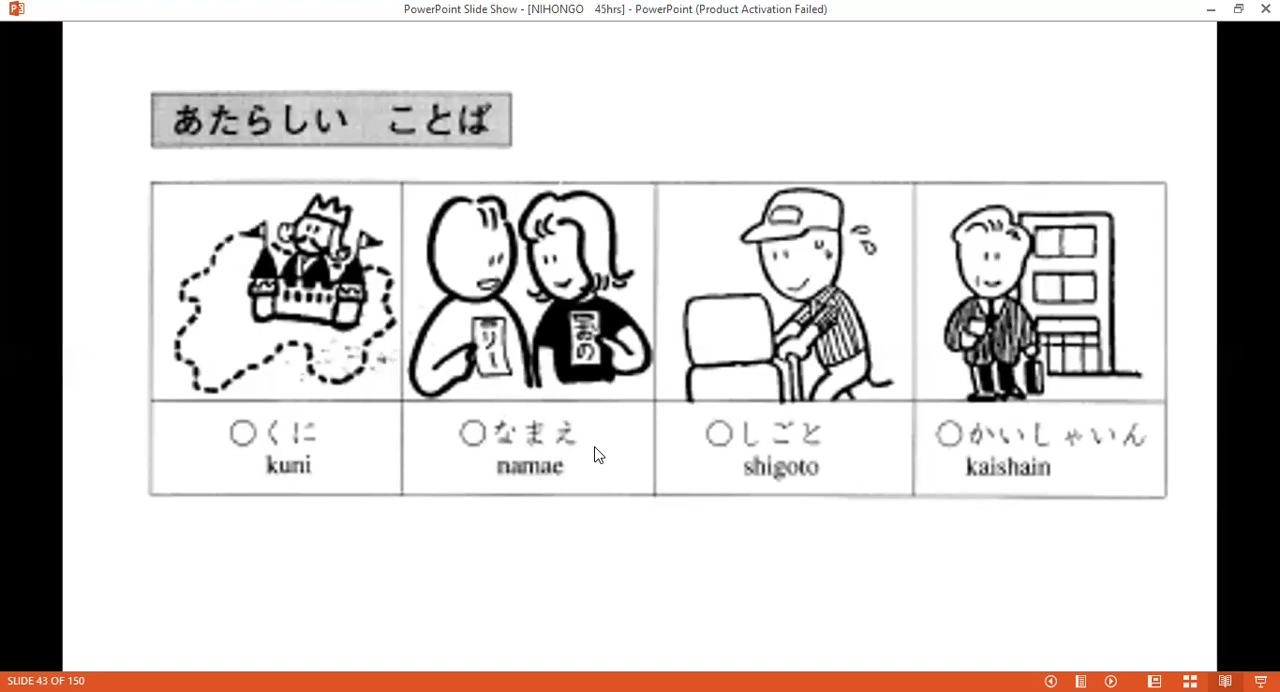 PowerPoint Slide Show - [NIHONGO 45hrs] - PowerPoint (Product Activation Failed)
あたらしい ことば
○くに
kuni
○なまえ
namae
○しごと
shigoto
○かいしゃいん
kaishain
SLIDE 43 OF 150